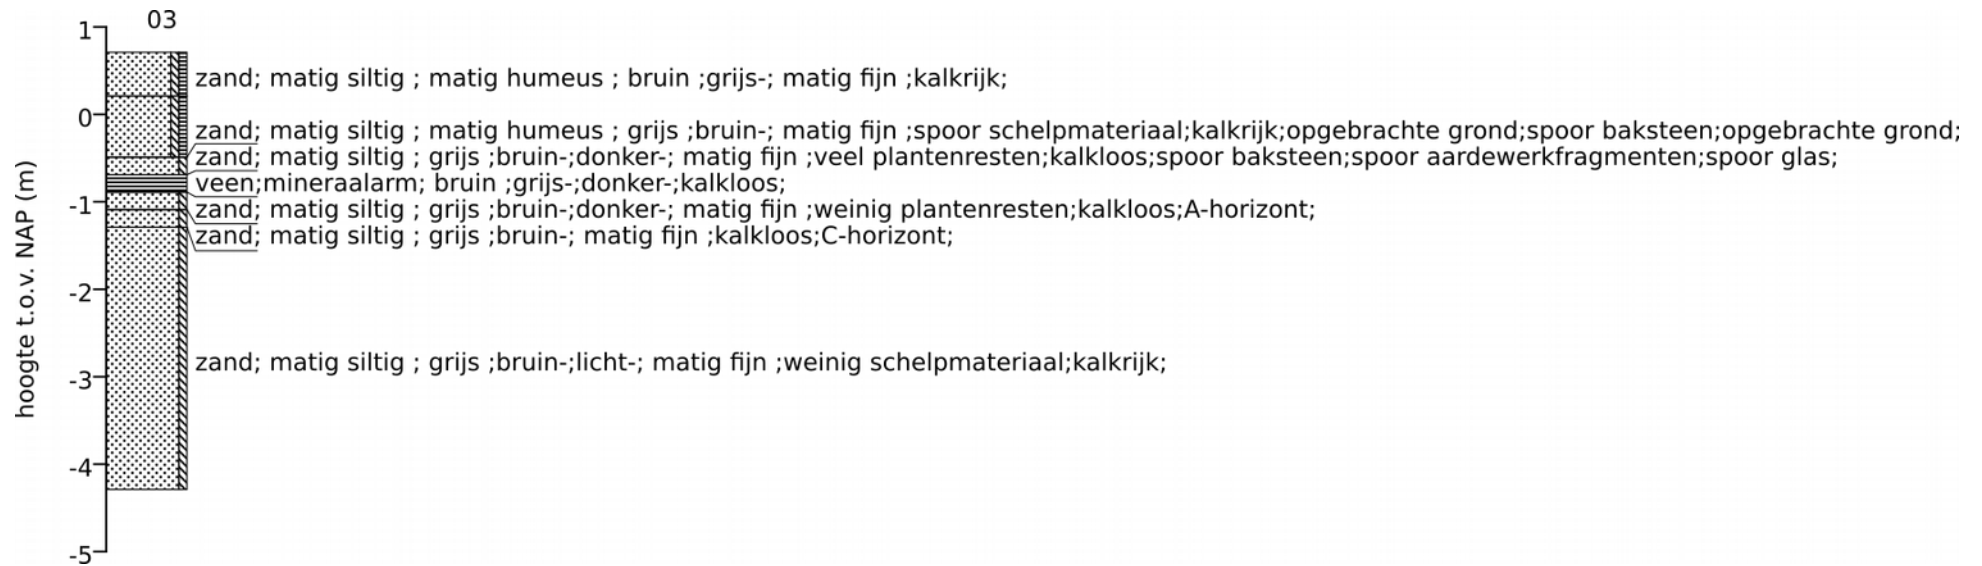 03
1
zand; matig siltig ; matig humeus ; bruin ;grijs-; matig fijn ;kalkrijk;
0
zand; matig siltig ; matig humeus ; grijs ;bruin-; matig fijn ;spoor schelpmateriaal;kalkrijk;opgebrachte grond;spoor baksteen;opgebrachte grond;
zand; matig siltig ; grijs ;bruin-;donker-; matig fijn ;veel plantenresten;kalkloos;spoor baksteen;spoor aardewerkfragmenten;spoor glas;
veen;mineraalarm; bruin ;grijs-;donker-;kalkloos;
-1
zand; matig siltig ; grijs ;bruin-;donker-; matig fijn ;weinig plantenresten;kalkloos;A-horizont;
zand; matig siltig ; grijs ;bruin-; matig fijn ;kalkloos;C-horizont;
-2
hoogte t.o.v. NAP (m)
zand; matig siltig ; grijs ;bruin-;licht-; matig fijn ;weinig schelpmateriaal;kalkrijk;
-3
-4
-5